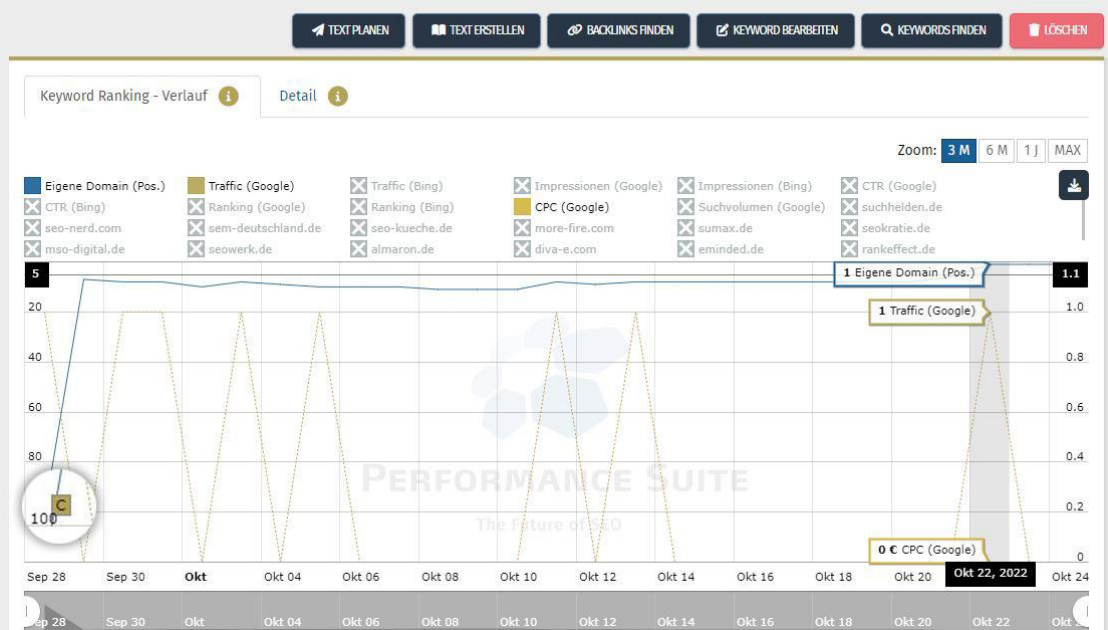 TEXT PLANEN TEXT ERSTELLEN BACKLINKS FINDEN KEYWORD BEARBEITEN KEYWORDS FINDEN LÖSCHEN
Keyword Ranking - Verlauf i Detail i
Zoom: 3 M 6 M 1 J MAX
Eigene Domain (Pos.) Traffic (Google) Traffic (Bing) Impressionen (Google) Impressionen (Bing) CTR (Google)
CTR (Bing) Ranking (Google) Ranking (Bing) CPC (Google) Suchvolumen (Google) suchhelden.de
seo-nerd.com sem-deutschland.de seo-kueche.de more-fire.com sumax.de seokratie.de
mso-digital.de seowerk.de almaron.de diva-e.com eminded.de rankeffect.de
5 1 Eigene Domain (Pos.) 1.1
20 1 Traffic (Google) 1.0
40 0.8
60 0.6
80 0.4
PERFORMANCE SUITE
C
100 0.2
The Future of SEO
0 € CPC (Google) 0
Sep 28 Sep 30 Okt Okt 04 Okt 06 Okt 08 Okt 10 Okt 12 Okt 14 Okt 16 Okt 18 Okt 20 Okt 22, 2022 Okt 24
Sep 30 Okt Okt 04 Okt 06 Okt 08 Okt 10 Okt 12 Okt 14 Okt 16 Okt 18 Okt 20 Okt 22 Okt